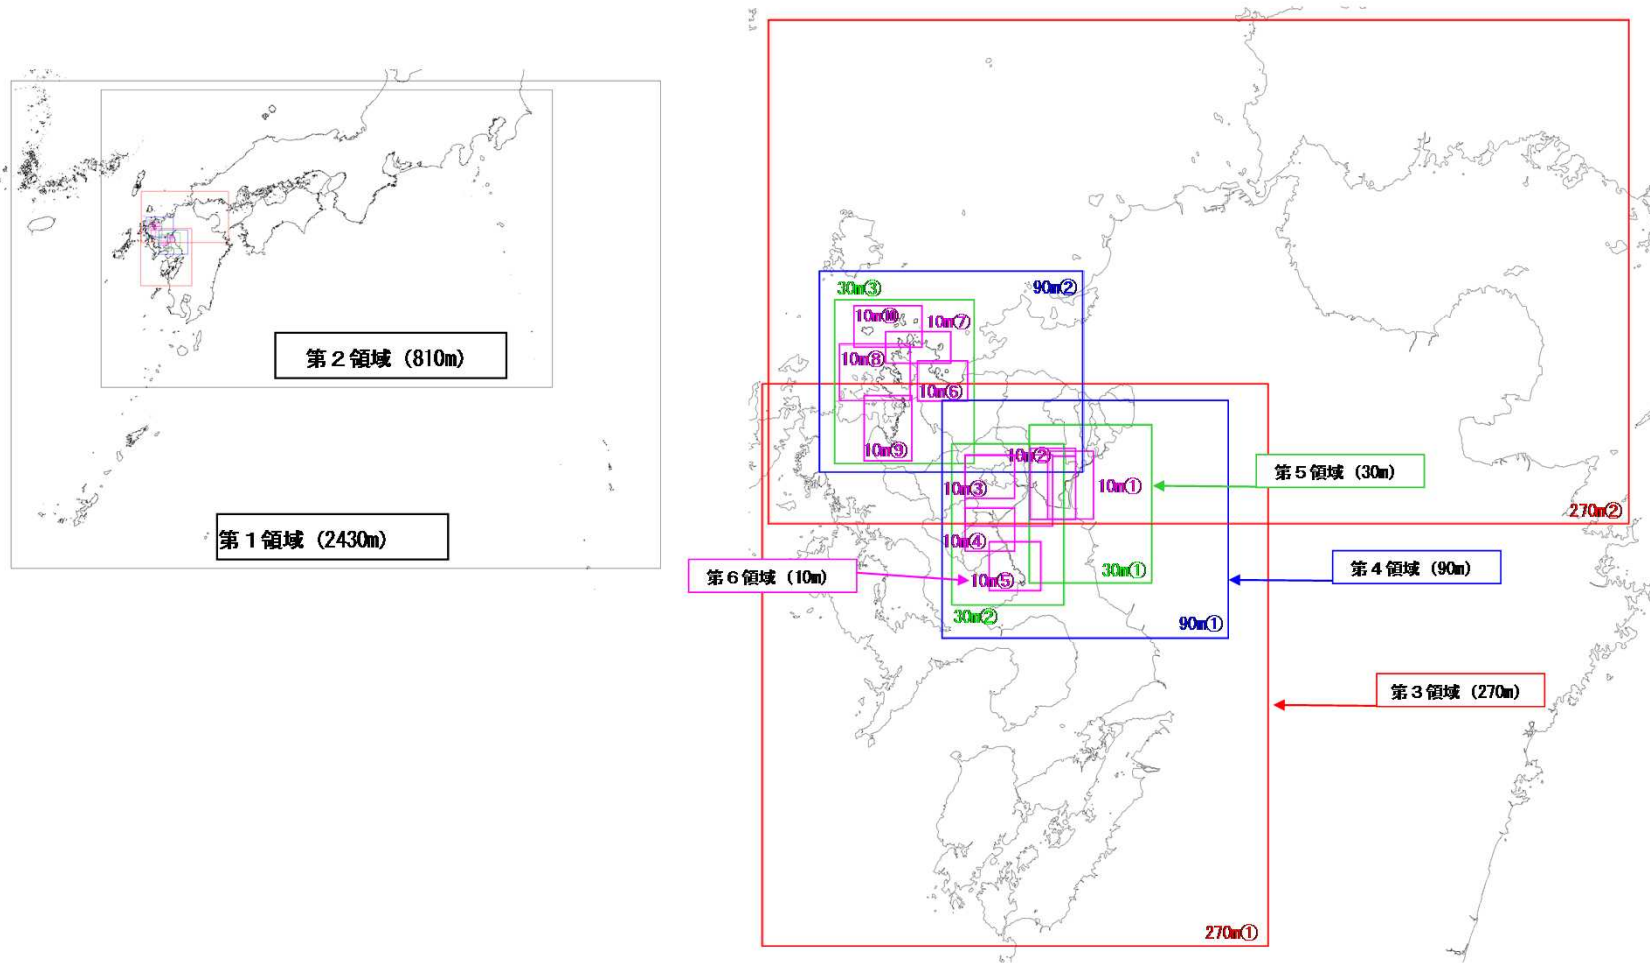 第２領域 (810m)
第１領域 (2430m)
30m③
90m②
10m⑩
10m⑦
10m⑧
10m⑥
10m⑨
10m②
10m③
10m①
第５領域 (30m)
270m②
10m④
第６領域 (10m)
10m⑤
30m①
第４領域 (90m)
30m②
90m①
第３領域 (270m)
270m①